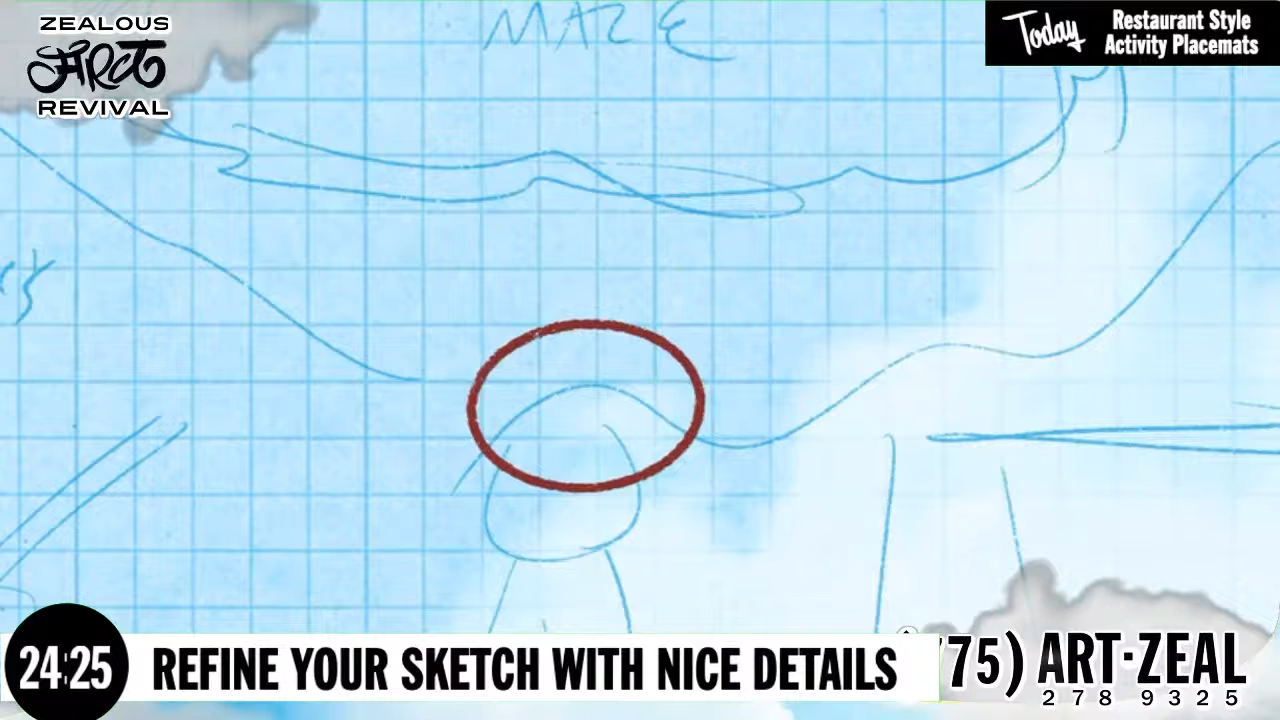 ZEALOUS
ART
REVIVAL
MAZE
Today
Restaurant Style
Activity Placemats
24:25
REFINE YOUR SKETCH WITH NICE DETAILS
75) ART-ZEAL
278 9325